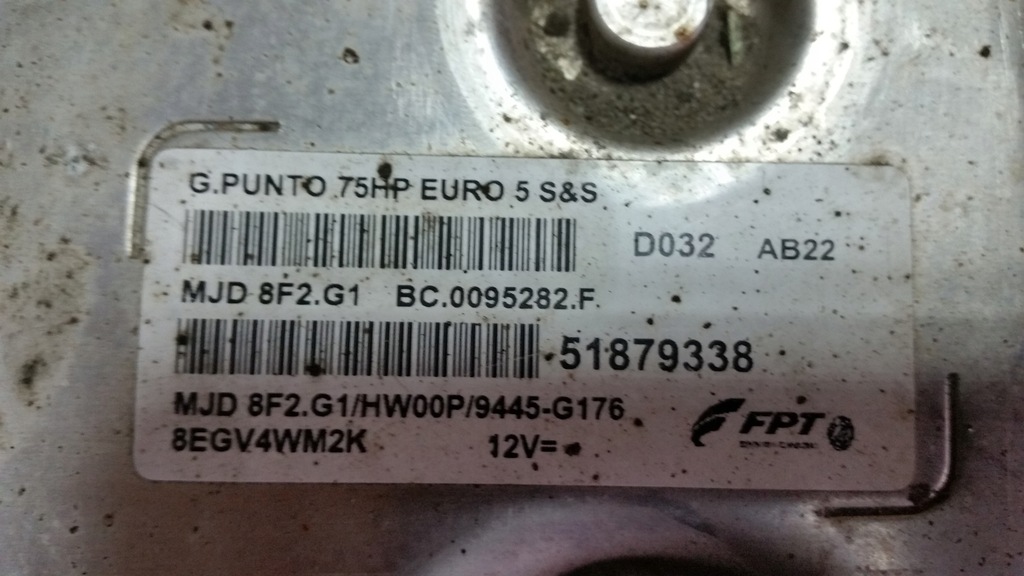 G.PUNTO 75HP EURO 5 S&S
D032 AB22
MJD 8F2.G1 BC.0095282.F.
51879338
MJD 8F2.G1/HW00P/9445-G176
8EGV4WM2K 12V=
FPT